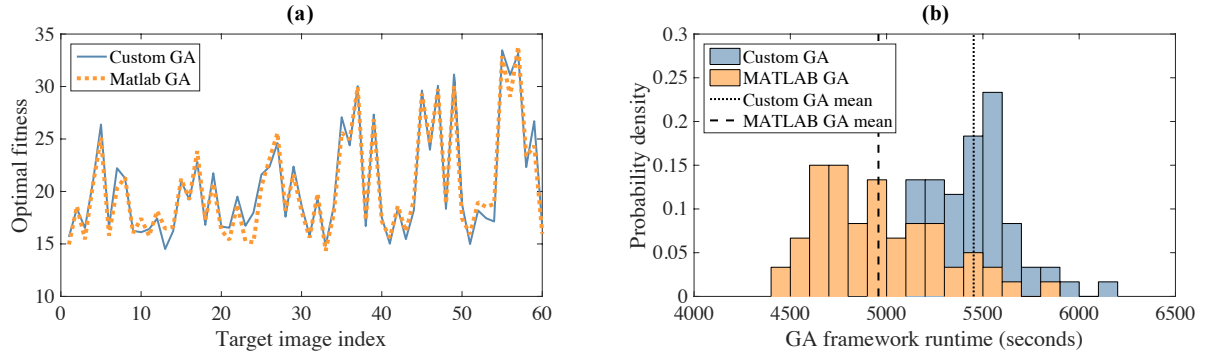 (a)
35
30
25
20
15
10
Optimal fitness
Custom GA
Matlab GA
0 10 20 30 40 50 60
Target image index
(b)
0.3
0.25
0.2
0.15
0.1
0.05
0
Probability density
Custom GA
MATLAB GA
Custom GA mean
MATLAB GA mean
4000 4500 5000 5500 6000 6500
GA framework runtime (seconds)